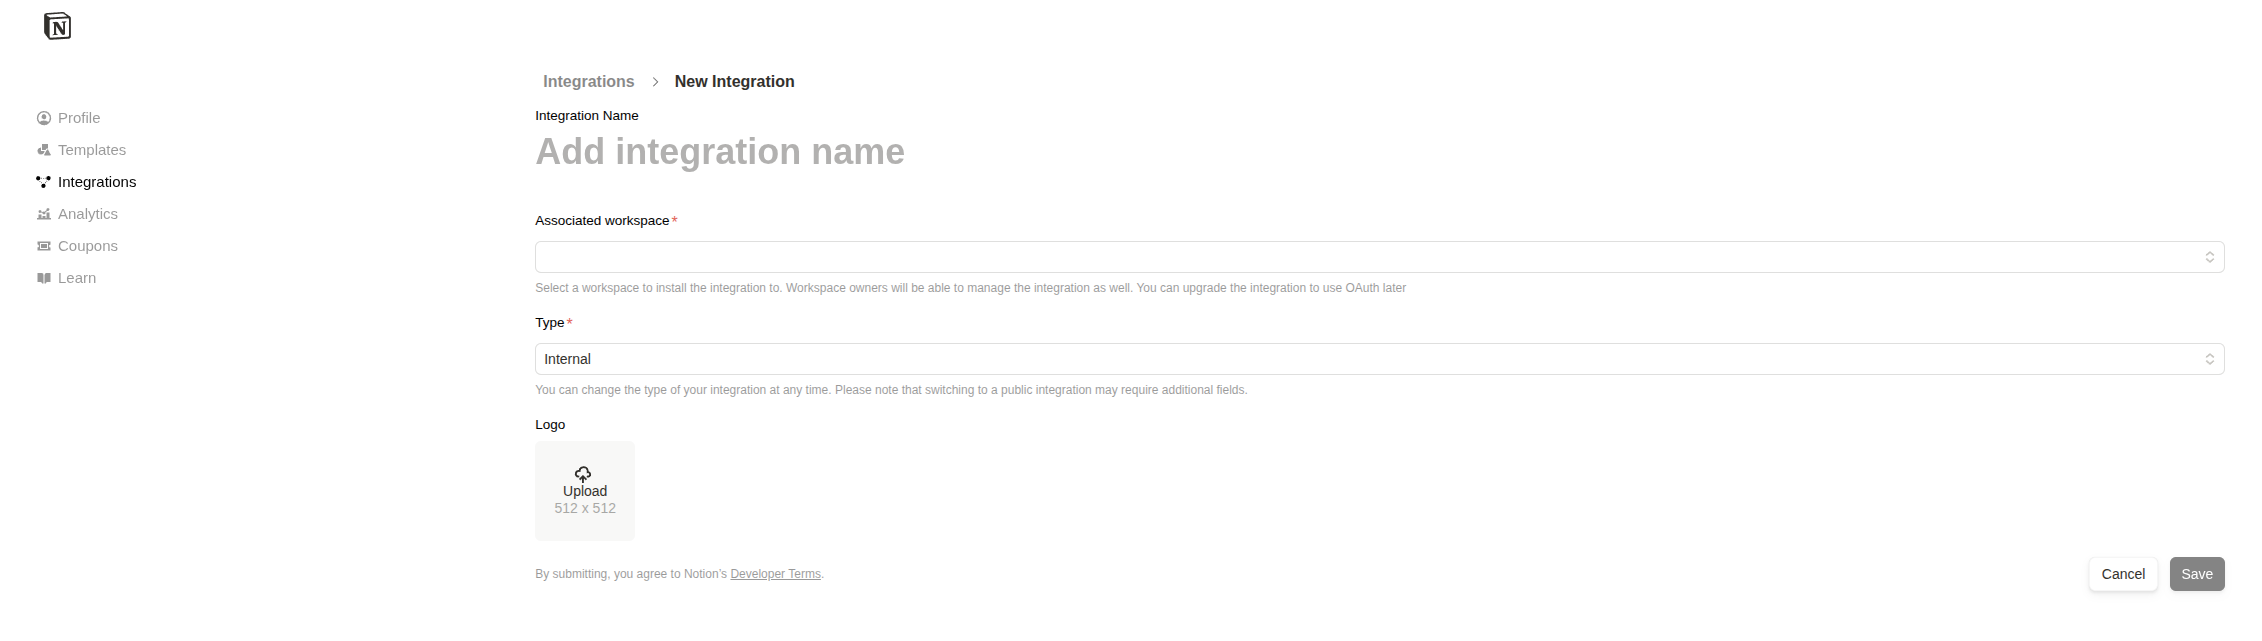 N
Profile
Templates
Integrations
Analytics
Coupons
Learn
Integrations > New Integration
Integration Name
Add integration name
Associated workspace*
Select a workspace to install the integration to. Workspace owners will be able to manage the integration as well. You can upgrade the integration to use OAuth later
Type*
Internal
You can change the type of your integration at any time. Please note that switching to a public integration may require additional fields.
Logo
Upload
512 x 512
By submitting, you agree to Notion’s Developer Terms.
Cancel
Save